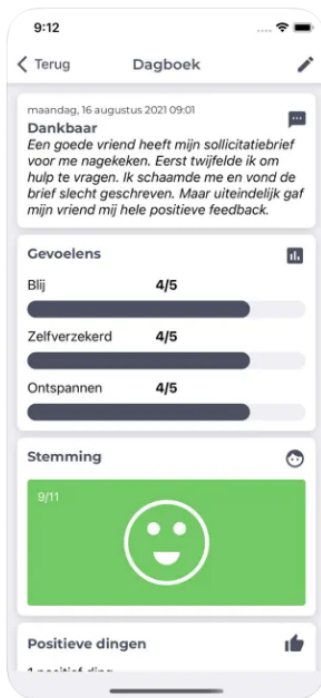 9:12
Terug Dagboek
maandag, 16 augustus 2021 09:01
Dankbaar
Een goede vriend heeft mijn sollicitatiebrief
voor me nagekeken. Eerst twijfelde ik om
hulp te vragen. Ik schaamde me en vond de
brief slecht geschreven. Maar uiteindelijk gaf
mijn vriend mij hele positieve feedback.
Gevoelens
Blij 4/5
Zelfverzekerd 4/5
Ontspannen 4/5
Stemming
9/11
Positieve dingen
1 positief ding